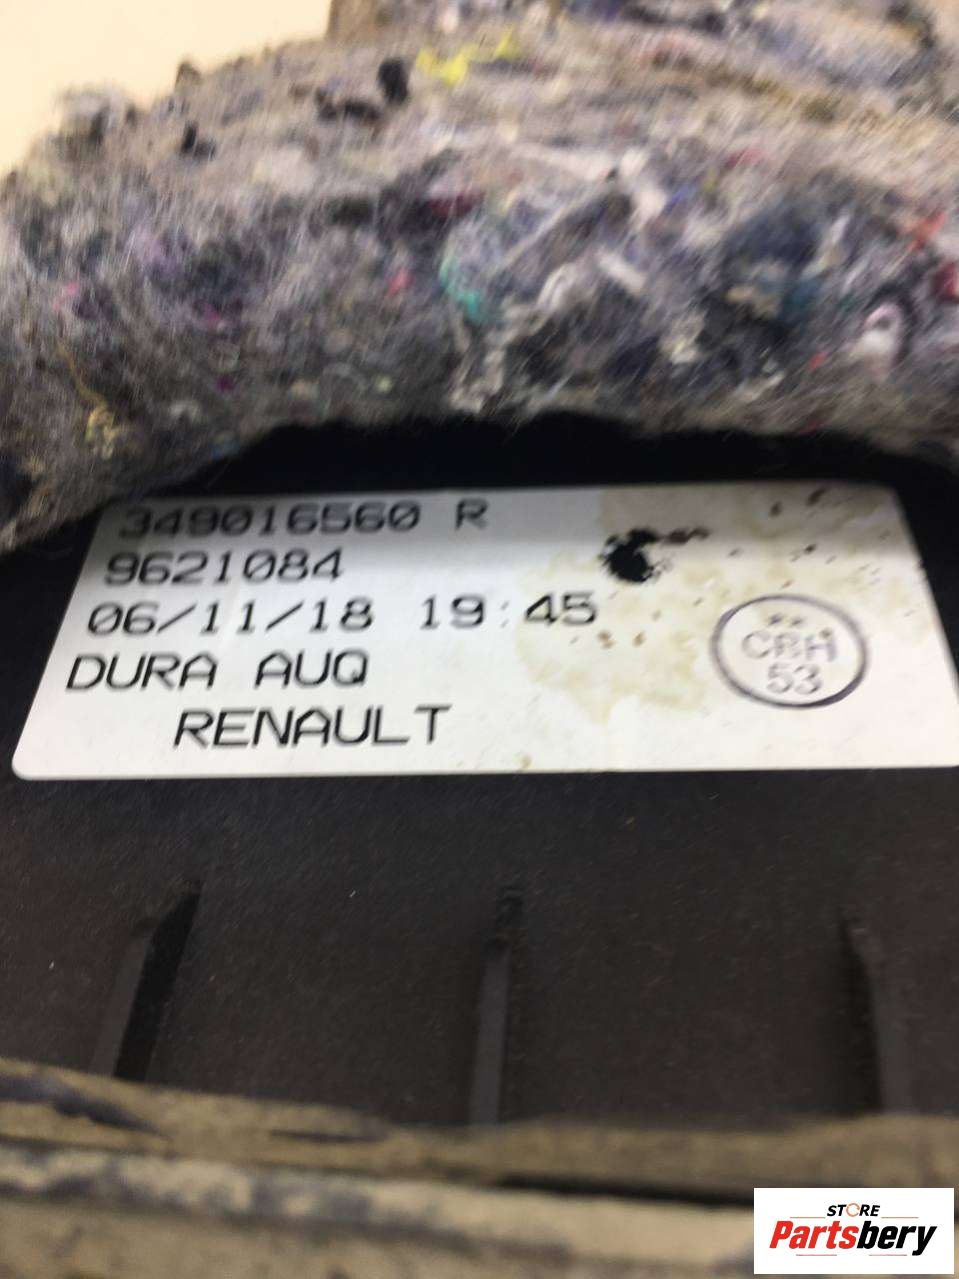 349016560 R
9621084
06/11/18 19:45
DURA AUQ
RENAULT
CRH
53
STORE
Partsbery